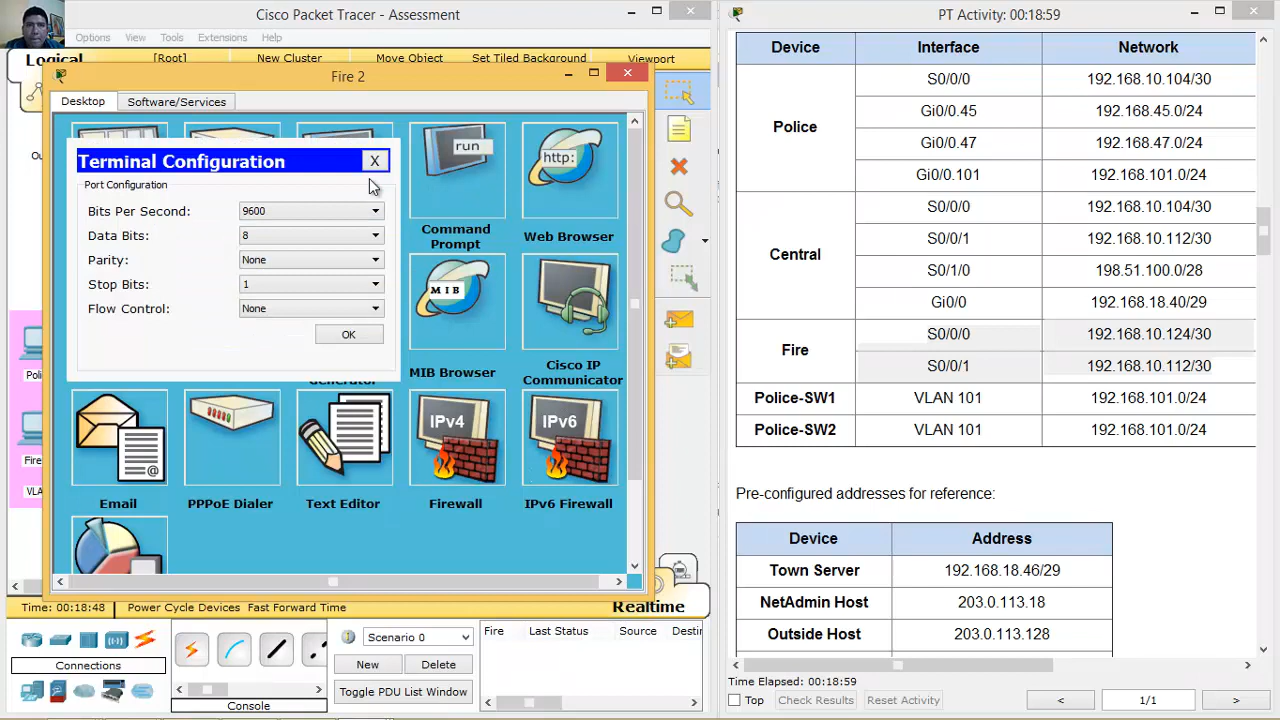 Cisco Packet Tracer - Assessment
Options View Tools Extensions Help
Logical [Root] New Cluster Move Object Set Tiled Background Viewport
Fire 2
Desktop Software/Services
Terminal Configuration X
Port Configuration
Bits Per Second: 9600
Data Bits: 8
Parity: None
Stop Bits: 1
Flow Control: None
OK
run
http:
Command
Prompt
Web Browser
MIB
MIB Browser
Cisco IP
Communicator
IPv4
IPv6
Email PPPoE Dialer Text Editor Firewall IPv6 Firewall
Time: 00:18:48 Power Cycle Devices Fast Forward Time
Realtime
Scenario 0
New Delete
Toggle PDU List Window
Fire Last Status Source
Connections
Console
PT Activity: 00:18:59
Device Interface Network
Police
S0/0/0 192.168.10.104/30
Gi0/0.45 192.168.45.0/24
Gi0/0.47 192.168.47.0/24
Gi0/0.101 192.168.101.0/24
Central
S0/0/0 192.168.10.104/30
S0/0/1 192.168.10.112/30
S0/1/0 198.51.100.0/28
Gi0/0 192.168.18.40/29
Fire
S0/0/0 192.168.10.124/30
S0/0/1 192.168.10.112/30
Police-SW1 VLAN 101 192.168.101.0/24
Police-SW2 VLAN 101 192.168.101.0/24
Pre-configured addresses for reference:
Device Address
Town Server 192.168.18.46/29
NetAdmin Host 203.0.113.18
Outside Host 203.0.113.128
Time Elapsed: 00:18:59
Top Check Results Reset Activity < 1/1 >